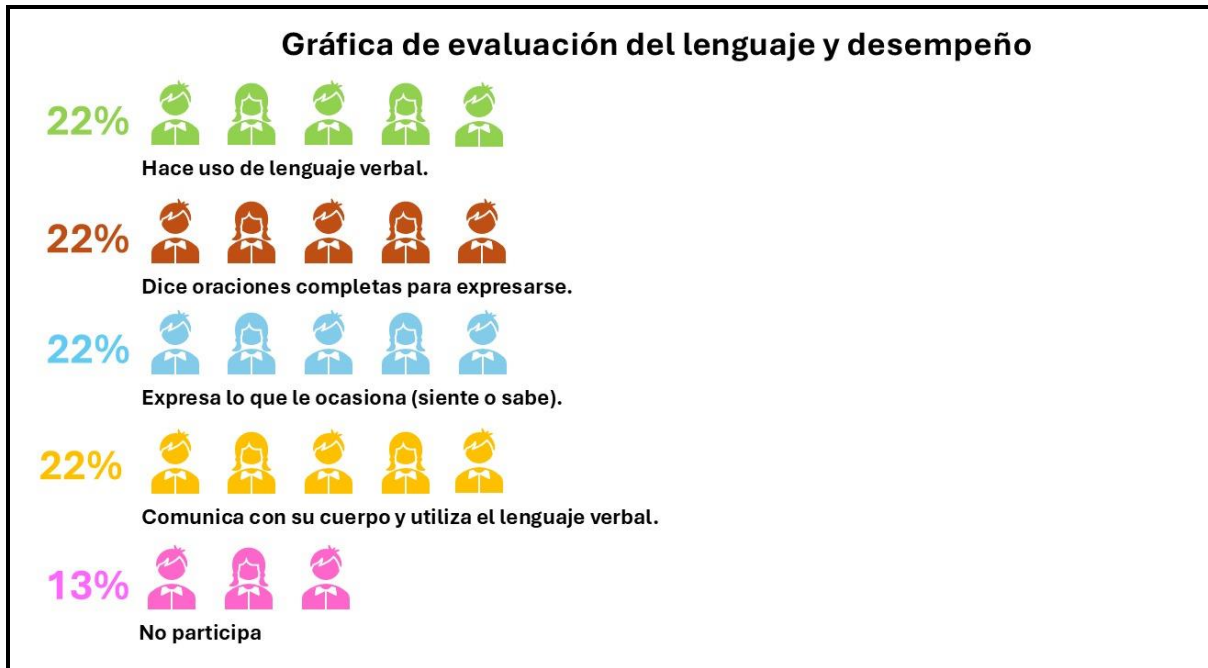 Gráfica de evaluación del lenguaje y desempeño
22%
Hace uso de lenguaje verbal.
22%
Dice oraciones completas para expresarse.
22%
Expresa lo que le ocasiona (siente o sabe).
22%
Comunica con su cuerpo y utiliza el lenguaje verbal.
13%
No participa